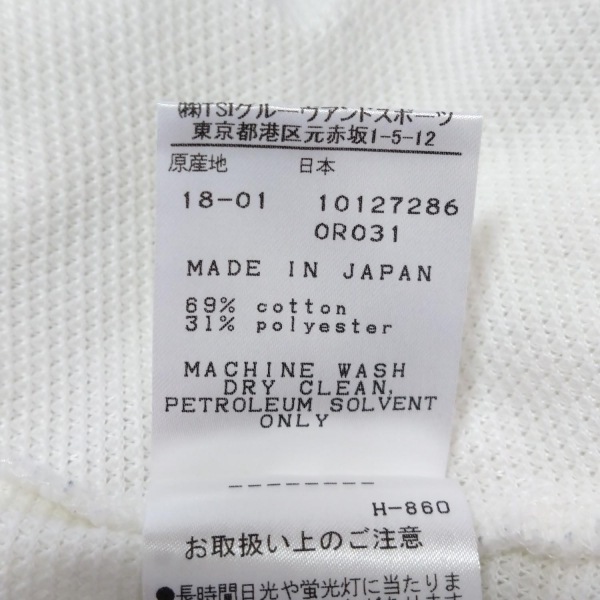 ㈱TSIグルーヴアンドスポーツ
東京都港区元赤坂1-5-12
原産地 日本
18-01 10127286
0R031
MADE IN JAPAN
69% cotton
31% polyester
MACHINE WASH
DRY CLEAN,
PETROLEUM SOLVENT
ONLY
--------
H-860
お取扱い上のご注意
●長時間日光や蛍光灯に当たりま